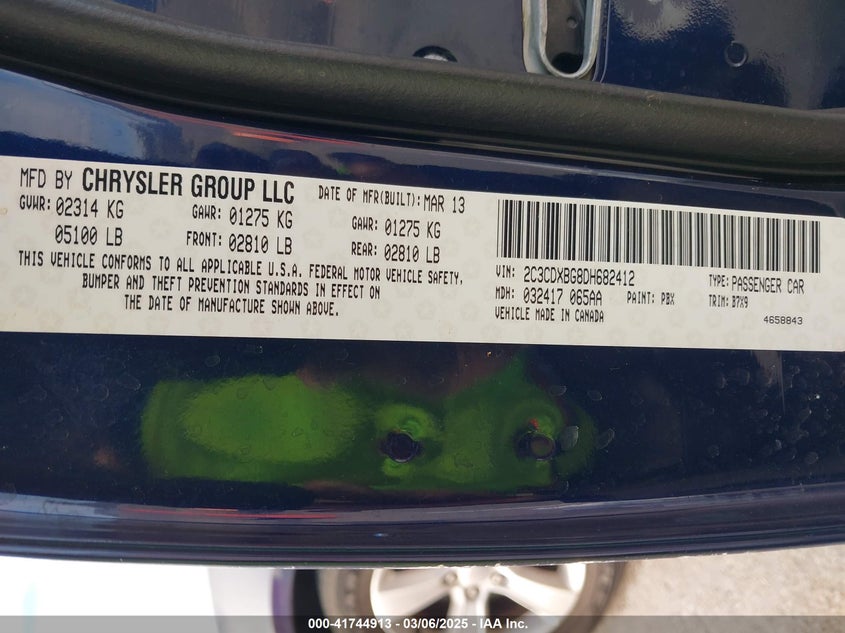 MFD BY CHRYSLER GROUP LLC DATE OF MFR(BUILT): MAR 13
GVWR: 02314 KG GAWR: 01275 KG GAWR: 01275 KG
05100 LB FRONT: 02810 LB REAR: 02810 LB
THIS VEHICLE CONFORMS TO ALL APPLICABLE U.S.A. FEDERAL MOTOR VEHICLE SAFETY,
BUMPER AND THEFT PREVENTION STANDARDS IN EFFECT ON
THE DATE OF MANUFACTURE SHOWN ABOVE.
VIN: 2C3CDXBG8DH682412 TYPE: PASSENGER CAR
MDH: 032417 065AA PAINT: PBX TRIM: B7X9
VEHICLE MADE IN CANADA 4658843
000-41744913 - 03/06/2025 - IAA Inc.